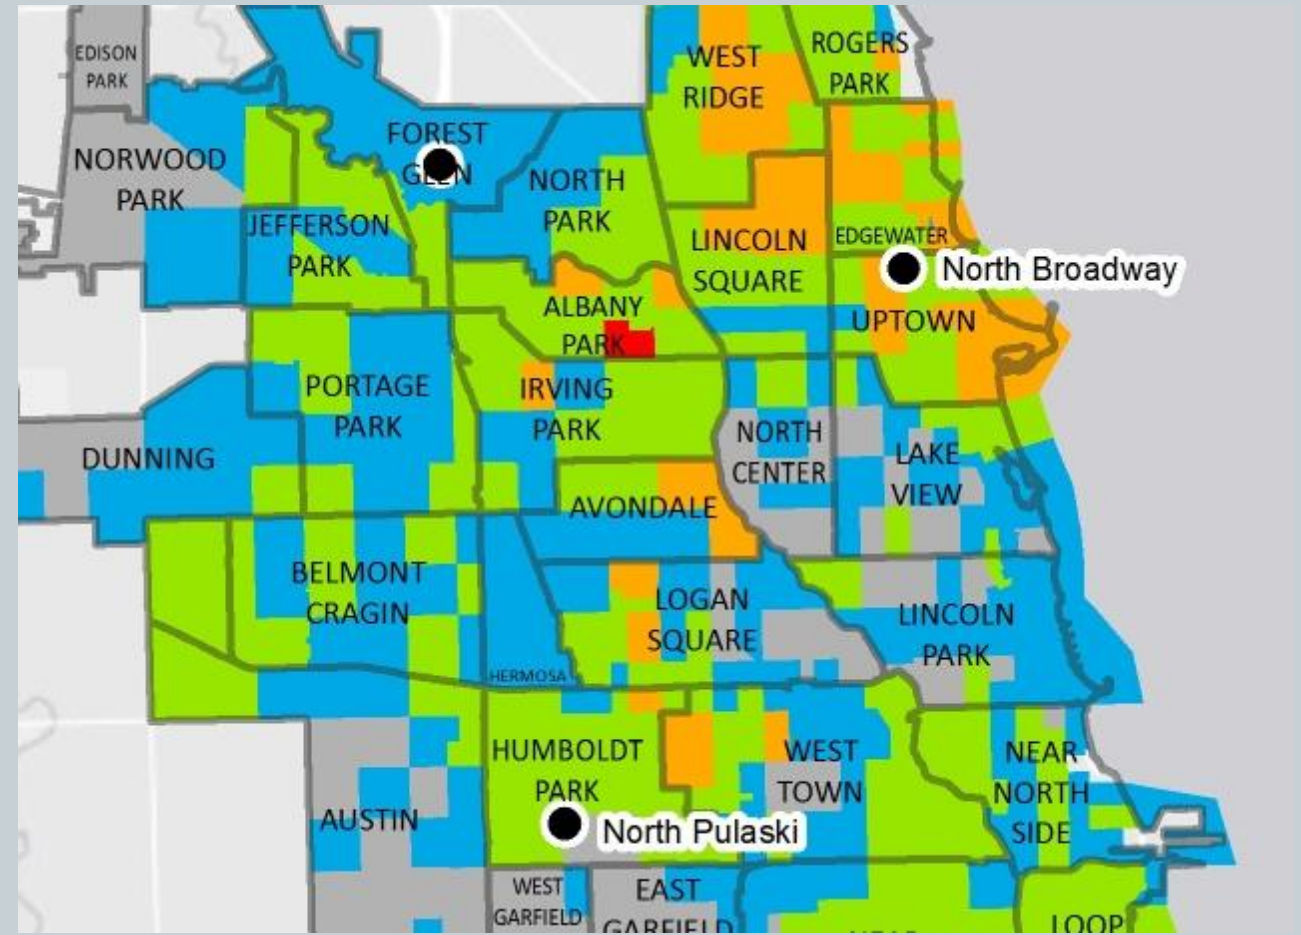 EDISON
PARK
WEST
RIDGE
ROGERS
PARK
FOREST
GLEN
NORWOOD
PARK
NORTH
PARK
JEFFERSON
PARK
LINCOLN
SQUARE
EDGEWATER
North Broadway
ALBANY
PARK
UPTOWN
PORTAGE
PARK
IRVING
PARK
NORTH
CENTER
LAKE
VIEW
DUNNING
AVONDALE
BELMONT
CRAGIN
LOGAN
SQUARE
LINCOLN
PARK
HERMOSA
HUMBOLDT
PARK
WEST
TOWN
NEAR
NORTH
SIDE
AUSTIN
North Pulaski
WEST
GARFIELD
EAST
GARFIELD
LOOP
NEAR